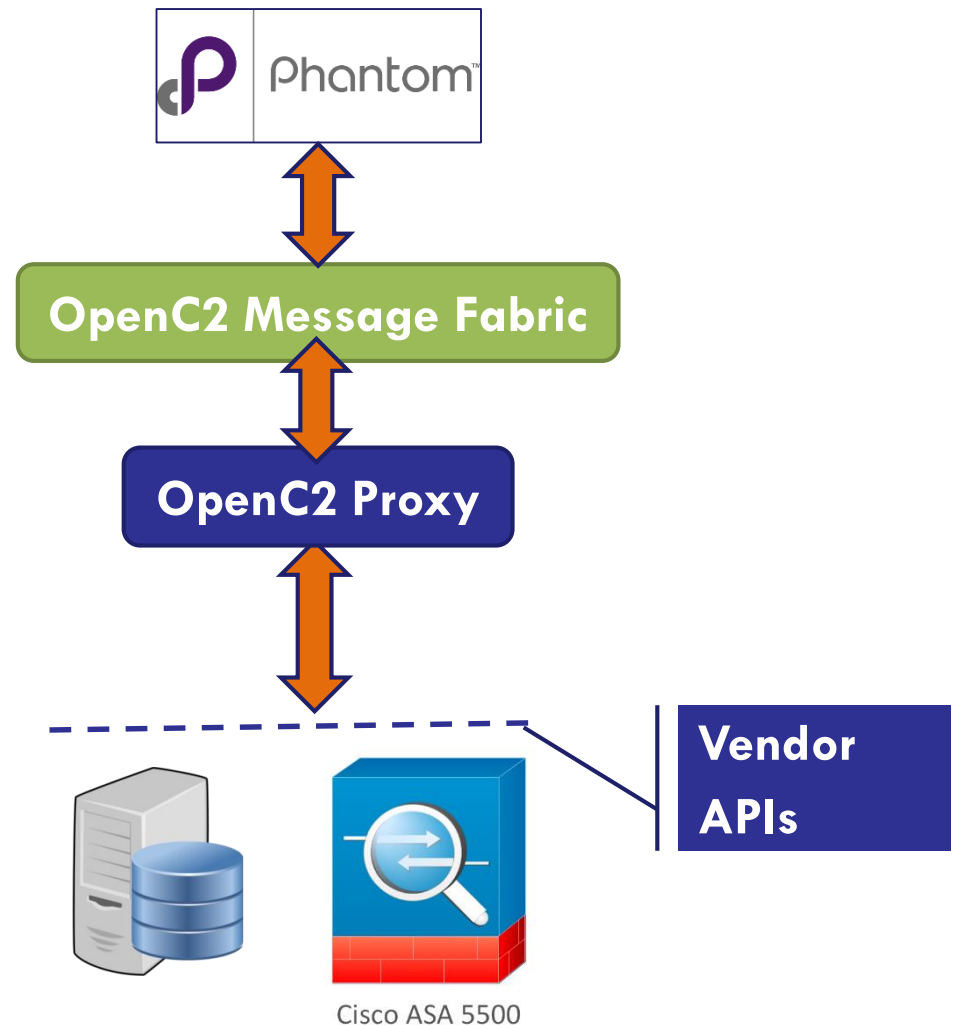 Phantom™
OpenC2 Message Fabric
OpenC2 Proxy
Vendor
APIs
Cisco ASA 5500